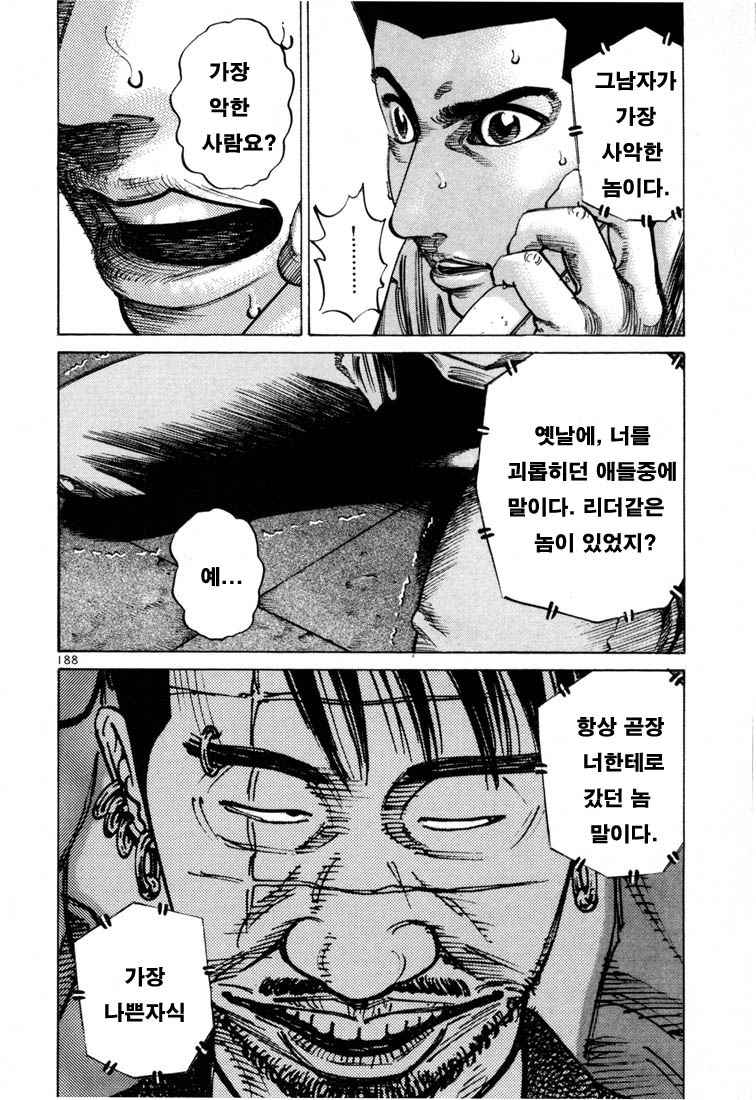 그남자가
가장
사악한
놈이다.
!......
가장
악한
사람요?
옛날에, 너를
괴롭히던 애들중에
말이다. 리더같은
놈이 있었지?
예...
188
항상 곧장
너한테로
갔던 놈
말이다.
가장
나쁜자식